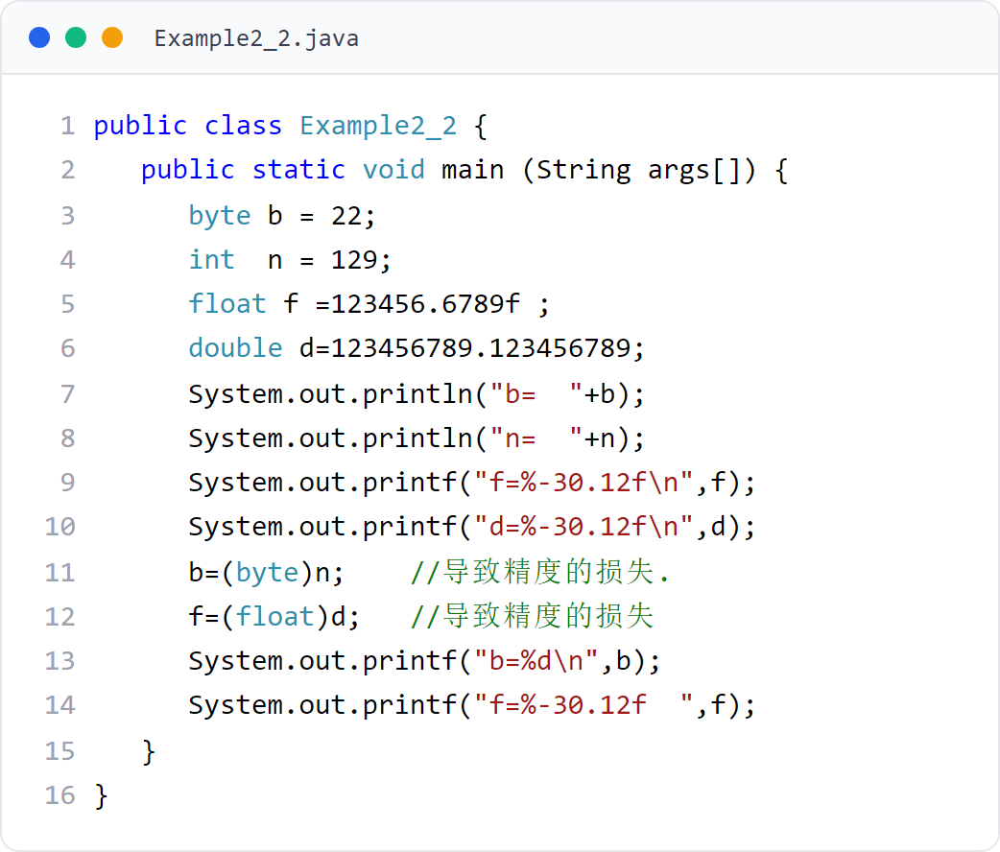 Example2_2.java
1 public class Example2_2 {
2    public static void main (String args[]) {
3       byte b = 22;
4       int  n = 129;
5       float f =123456.6789f ;
6       double d=123456789.123456789;
7       System.out.println("b=  "+b);
8       System.out.println("n=  "+n);
9       System.out.printf("f=%-30.12f\n",f);
10       System.out.printf("d=%-30.12f\n",d);
11       b=(byte)n;    //导致精度的损失.
12       f=(float)d;   //导致精度的损失
13       System.out.printf("b=%d\n",b);
14       System.out.printf("f=%-30.12f  ",f);
15    }
16 }